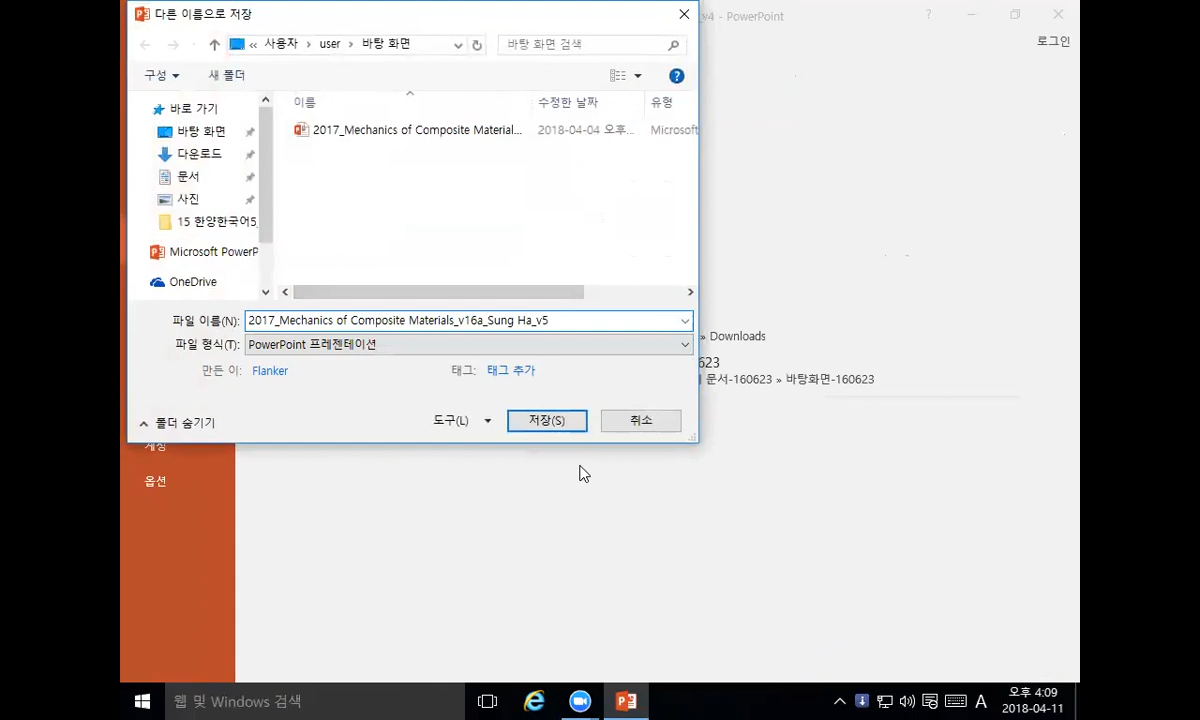 다른 이름으로 저장
_v4 - PowerPoint
로그인
« 사용자 › user › 바탕 화면
바탕 화면 검색
구성
새 폴더
바로 가기
바탕 화면
다운로드
문서
사진
15 한양한국어5
Microsoft PowerP
OneDrive
이름
수정한 날짜
유형
2017_Mechanics of Composite Material...
2018-04-04 오후...
Microsoft
파일 이름(N):
2017_Mechanics of Composite Materials_v16a_Sung Ha_v5
파일 형식(T):
PowerPoint 프레젠테이션
만든 이:
Flanker
태그:
태그 추가
폴더 숨기기
도구(L)
저장(S)
취소
» Downloads
623
문서-160623 » 바탕화면-160623
계정
옵션
웹 및 Windows 검색
A
오후 4:09
2018-04-11